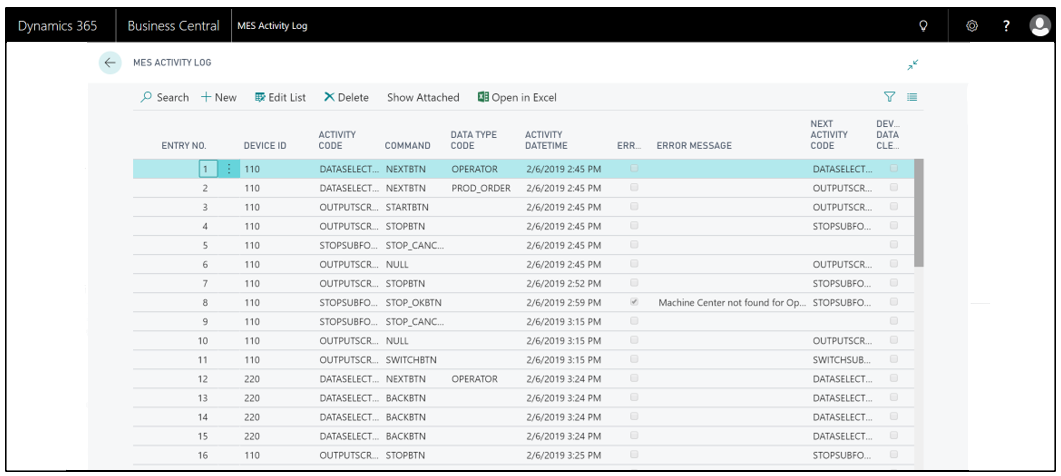 Dynamics 365 Business Central MES Activity Log ?
MES ACTIVITY LOG
Search + New Edit List Delete Show Attached Open in Excel
ENTRY NO. DEVICE ID ACTIVITY CODE COMMAND DATA TYPE CODE ACTIVITY DATETIME ERR... ERROR MESSAGE NEXT ACTIVITY CODE DEV... DATA CLE...
1 110 DATASELECT... NEXTBTN OPERATOR 2/6/2019 2:45 PM DATASELECT...
2 110 DATASELECT... NEXTBTN PROD_ORDER 2/6/2019 2:45 PM OUTPUTSCR...
3 110 OUTPUTSCR... STARTBTN 2/6/2019 2:45 PM OUTPUTSCR...
4 110 OUTPUTSCR... STOPBTN 2/6/2019 2:45 PM STOPSUBFO...
5 110 STOPSUBFO... STOP_CANC... 2/6/2019 2:45 PM
6 110 OUTPUTSCR... NULL 2/6/2019 2:45 PM OUTPUTSCR...
7 110 OUTPUTSCR... STOPBTN 2/6/2019 2:52 PM STOPSUBFO...
8 110 STOPSUBFO... STOP_OKBTN 2/6/2019 2:59 PM Machine Center not found for Op... STOPSUBFO...
9 110 STOPSUBFO... STOP_CANC... 2/6/2019 3:15 PM
10 110 OUTPUTSCR... NULL 2/6/2019 3:15 PM OUTPUTSCR...
11 110 OUTPUTSCR... SWITCHBTN 2/6/2019 3:15 PM SWITCHSUB...
12 220 DATASELECT... NEXTBTN OPERATOR 2/6/2019 3:24 PM DATASELECT...
13 220 DATASELECT... BACKBTN 2/6/2019 3:24 PM DATASELECT...
14 220 DATASELECT... BACKBTN 2/6/2019 3:24 PM DATASELECT...
15 220 DATASELECT... BACKBTN 2/6/2019 3:24 PM DATASELECT...
16 110 OUTPUTSCR... STOPBTN 2/6/2019 3:25 PM STOPSUBFO...